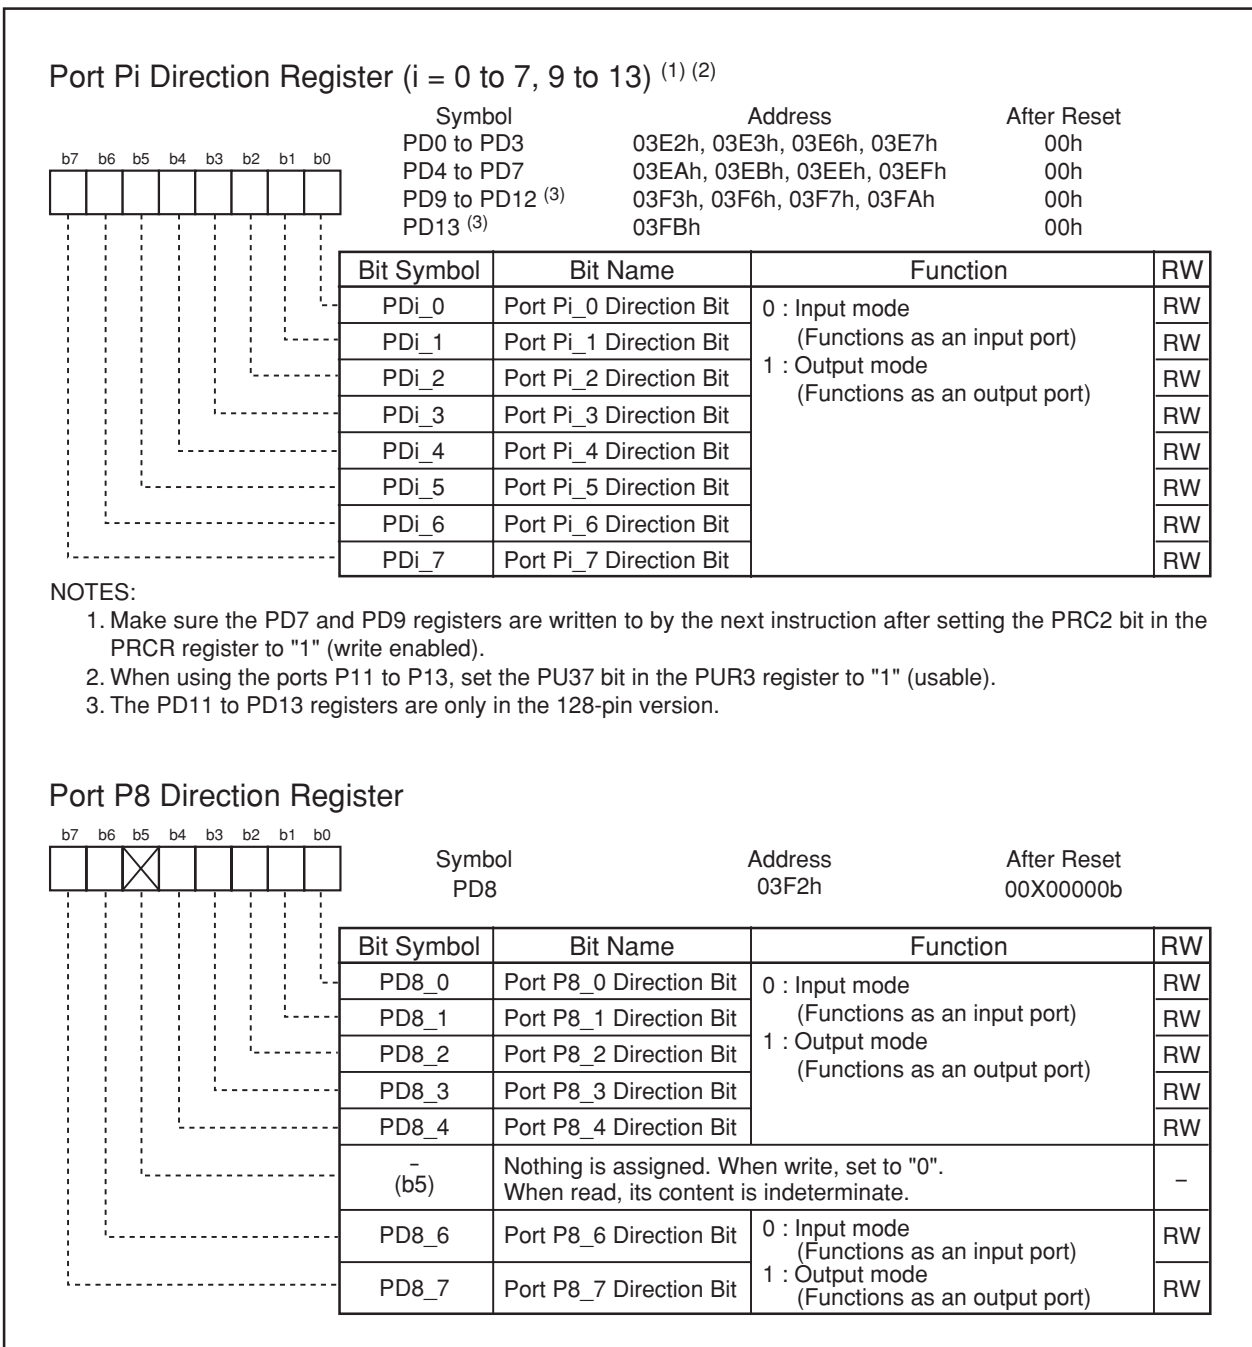 Port Pi Direction Register (i = 0 to 7, 9 to 13) (1) (2)
Symbol Address After Reset
PD0 to PD3 03E2h, 03E3h, 03E6h, 03E7h 00h
PD4 to PD7 03EAh, 03EBh, 03EEh, 03EFh 00h
PD9 to PD12 (3) 03F3h, 03F6h, 03F7h, 03FAh 00h
PD13 (3) 03FBh 00h
b7 b6 b5 b4 b3 b2 b1 b0
Bit Symbol Bit Name Function RW
PDi_0 Port Pi_0 Direction Bit 0 : Input mode RW
(Functions as an input port)
PDi_1 Port Pi_1 Direction Bit RW
1 : Output mode
PDi_2 Port Pi_2 Direction Bit RW
(Functions as an output port)
PDi_3 Port Pi_3 Direction Bit RW
PDi_4 Port Pi_4 Direction Bit RW
PDi_5 Port Pi_5 Direction Bit RW
PDi_6 Port Pi_6 Direction Bit RW
PDi_7 Port Pi_7 Direction Bit RW
NOTES:
1. Make sure the PD7 and PD9 registers are written to by the next instruction after setting the PRC2 bit in the
PRCR register to "1" (write enabled).
2. When using the ports P11 to P13, set the PU37 bit in the PUR3 register to "1" (usable).
3. The PD11 to PD13 registers are only in the 128-pin version.
Port P8 Direction Register
b7 b6 b5 b4 b3 b2 b1 b0
Symbol Address After Reset
PD8 03F2h 00X00000b
Bit Symbol Bit Name Function RW
PD8_0 Port P8_0 Direction Bit 0 : Input mode RW
(Functions as an input port)
PD8_1 Port P8_1 Direction Bit RW
1 : Output mode
PD8_2 Port P8_2 Direction Bit RW
(Functions as an output port)
PD8_3 Port P8_3 Direction Bit RW
PD8_4 Port P8_4 Direction Bit RW
– Nothing is assigned. When write, set to "0". –
(b5) When read, its content is indeterminate.
PD8_6 Port P8_6 Direction Bit 0 : Input mode RW
(Functions as an input port)
1 : Output mode
PD8_7 Port P8_7 Direction Bit RW
(Functions as an output port)